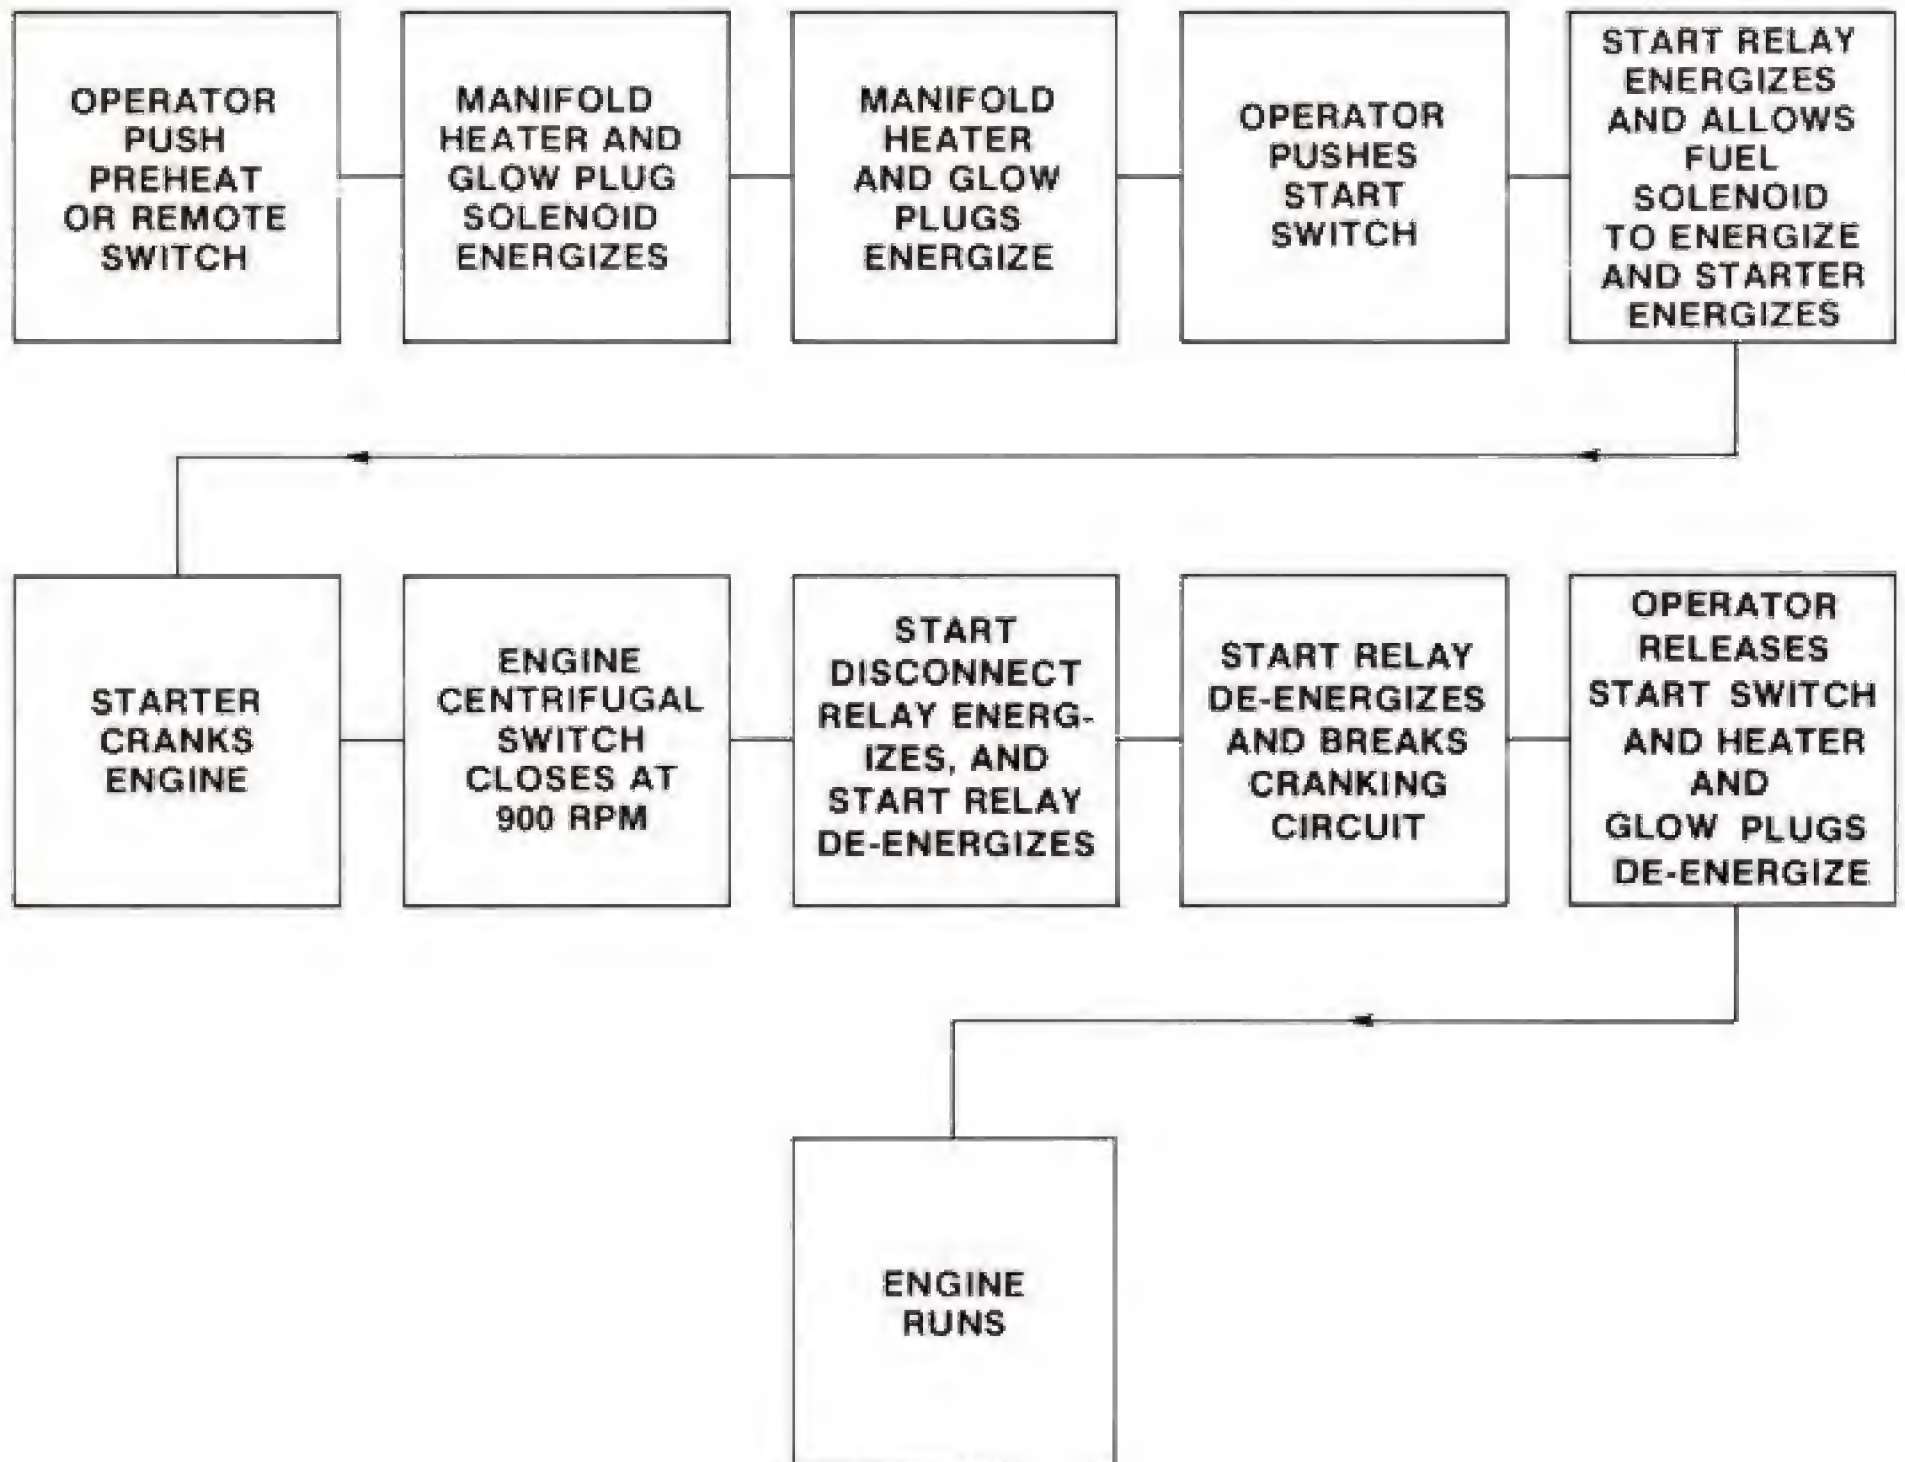 OPERATOR
PUSH
PREHEAT
OR REMOTE
SWITCH
MANIFOLD
HEATER AND
GLOW PLUG
SOLENOID
ENERGIZES
MANIFOLD
HEATER
AND GLOW
PLUGS
ENERGIZE
OPERATOR
PUSHES
START
SWITCH
START RELAY
ENERGIZES
AND ALLOWS
FUEL
SOLENOID
TO ENERGIZE
AND STARTER
ENERGIZES
STARTER
CRANKS
ENGINE
ENGINE
CENTRIFUGAL
SWITCH
CLOSES AT
900 RPM
START
DISCONNECT
RELAY ENERG-
IZES, AND
START RELAY
DE-ENERGIZES
START RELAY
DE-ENERGIZES
AND BREAKS
CRANKING
CIRCUIT
OPERATOR
RELEASES
START SWITCH
AND HEATER
AND
GLOW PLUGS
DE-ENERGIZE
ENGINE
RUNS